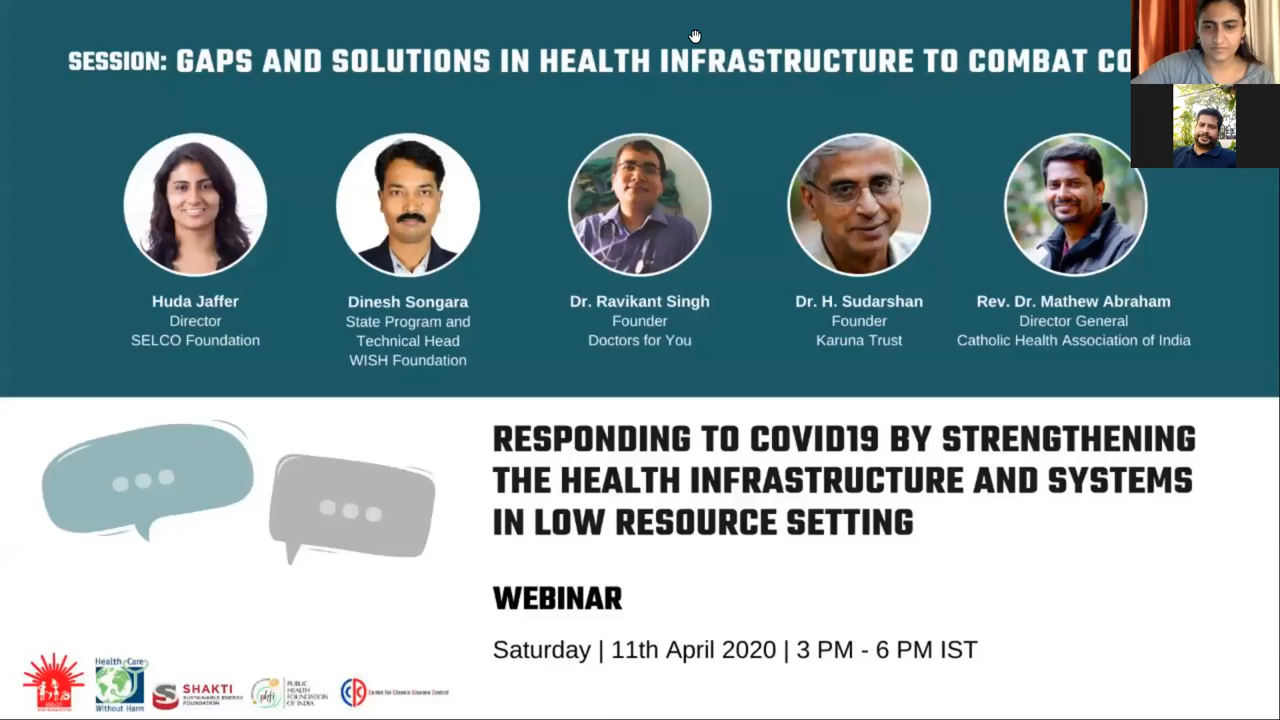 SESSION: GAPS AND SOLUTIONS IN HEALTH INFRASTRUCTURE TO COMBAT CO
Huda Jaffer
Director
SELCO Foundation
Dinesh Songara
State Program and
Technical Head
WISH Foundation
Dr. Ravikant Singh
Founder
Doctors for You
Dr. H. Sudarshan
Founder
Karuna Trust
Rev. Dr. Mathew Abraham
Director General
Catholic Health Association of India
RESPONDING TO COVID19 BY STRENGTHENING
THE HEALTH INFRASTRUCTURE AND SYSTEMS
IN LOW RESOURCE SETTING
WEBINAR
Saturday | 11th April 2020 | 3 PM - 6 PM IST
Health Care
Without Harm
SHAKTI
SUSTAINABLE ENERGY
FOUNDATION
PUBLIC
HEALTH
FOUNDATION
OF INDIA
Centre for Chronic Disease Control